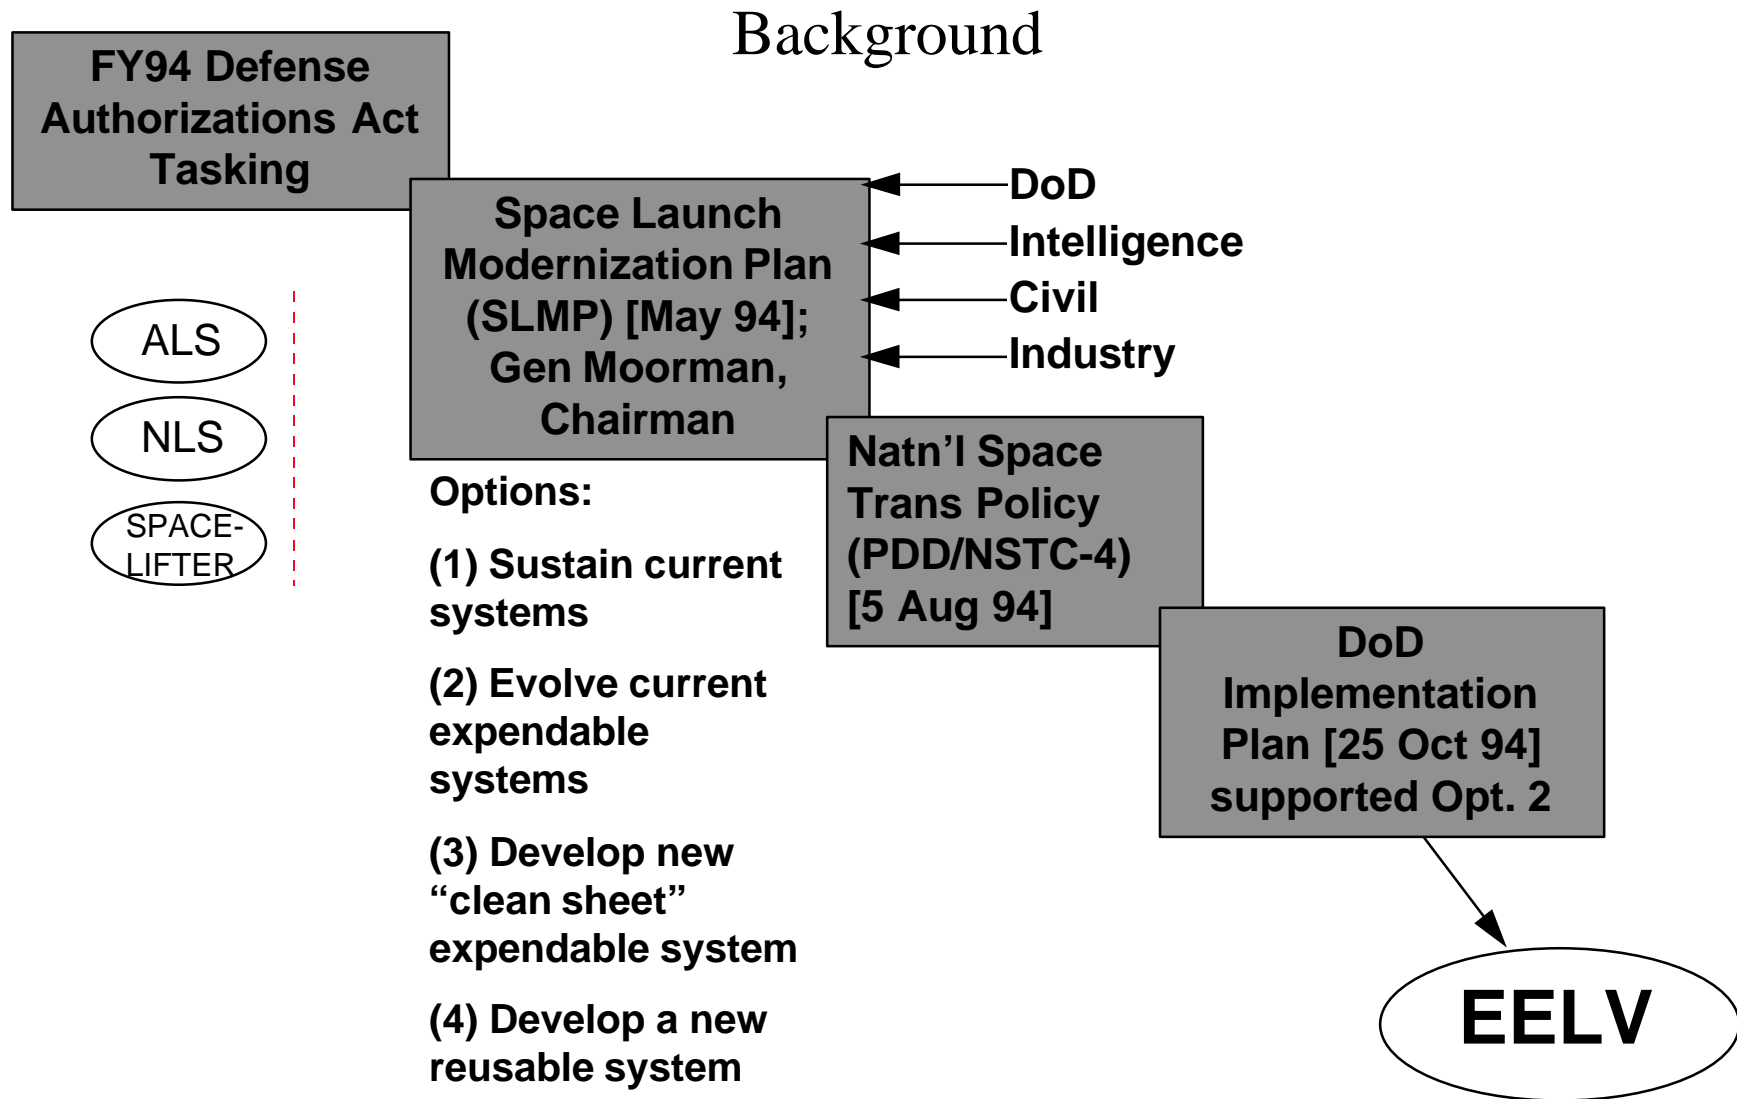 Background
FY94 Defense
Authorizations Act
Tasking
Space Launch
Modernization Plan
(SLMP) [May 94];
Gen Moorman,
Chairman
DoD
Intelligence
Civil
Industry
ALS
NLS
SPACE-
LIFTER
Natn’l Space
Trans Policy
(PDD/NSTC-4)
[5 Aug 94]
Options:
(1) Sustain current
systems
(2) Evolve current
expendable
systems
(3) Develop new
“clean sheet”
expendable system
(4) Develop a new
reusable system
DoD
Implementation
Plan [25 Oct 94]
supported Opt. 2
EELV